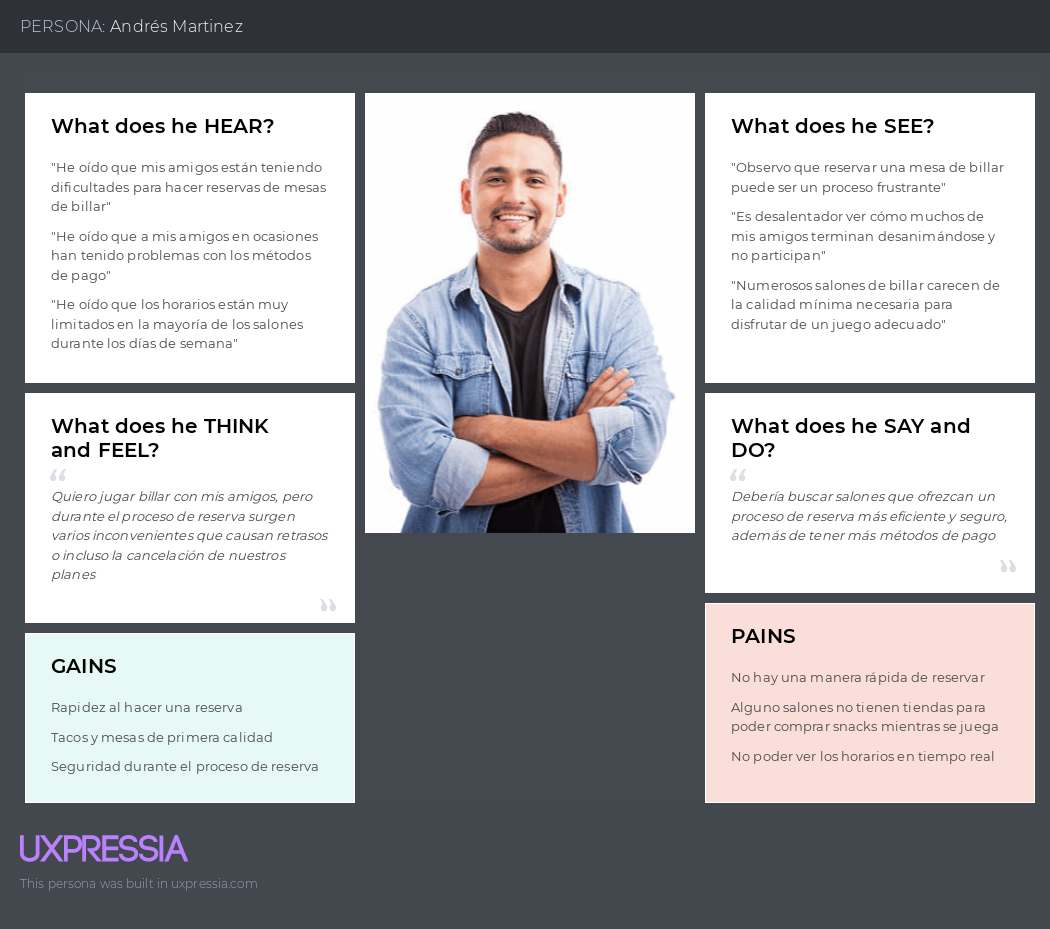 PERSONA: Andrés Martinez
What does he HEAR?
"He oído que mis amigos están teniendo
dificultades para hacer reservas de mesas
de billar"
"He oído que a mis amigos en ocasiones
han tenido problemas con los métodos
de pago"
"He oído que los horarios están muy
limitados en la mayoría de los salones
durante los días de semana"
What does he THINK
and FEEL?
“
Quiero jugar billar con mis amigos, pero
durante el proceso de reserva surgen
varios inconvenientes que causan retrasos
o incluso la cancelación de nuestros
planes
”
GAINS
Rapidez al hacer una reserva
Tacos y mesas de primera calidad
Seguridad durante el proceso de reserva
What does he SEE?
"Observo que reservar una mesa de billar
puede ser un proceso frustrante"
"Es desalentador ver cómo muchos de
mis amigos terminan desanimándose y
no participan"
"Numerosos salones de billar carecen de
la calidad mínima necesaria para
disfrutar de un juego adecuado"
What does he SAY and
DO?
“
Debería buscar salones que ofrezcan un
proceso de reserva más eficiente y seguro,
además de tener más métodos de pago
”
PAINS
No hay una manera rápida de reservar
Alguno salones no tienen tiendas para
poder comprar snacks mientras se juega
No poder ver los horarios en tiempo real
UXPRESSIA
This persona was built in uxpressia.com